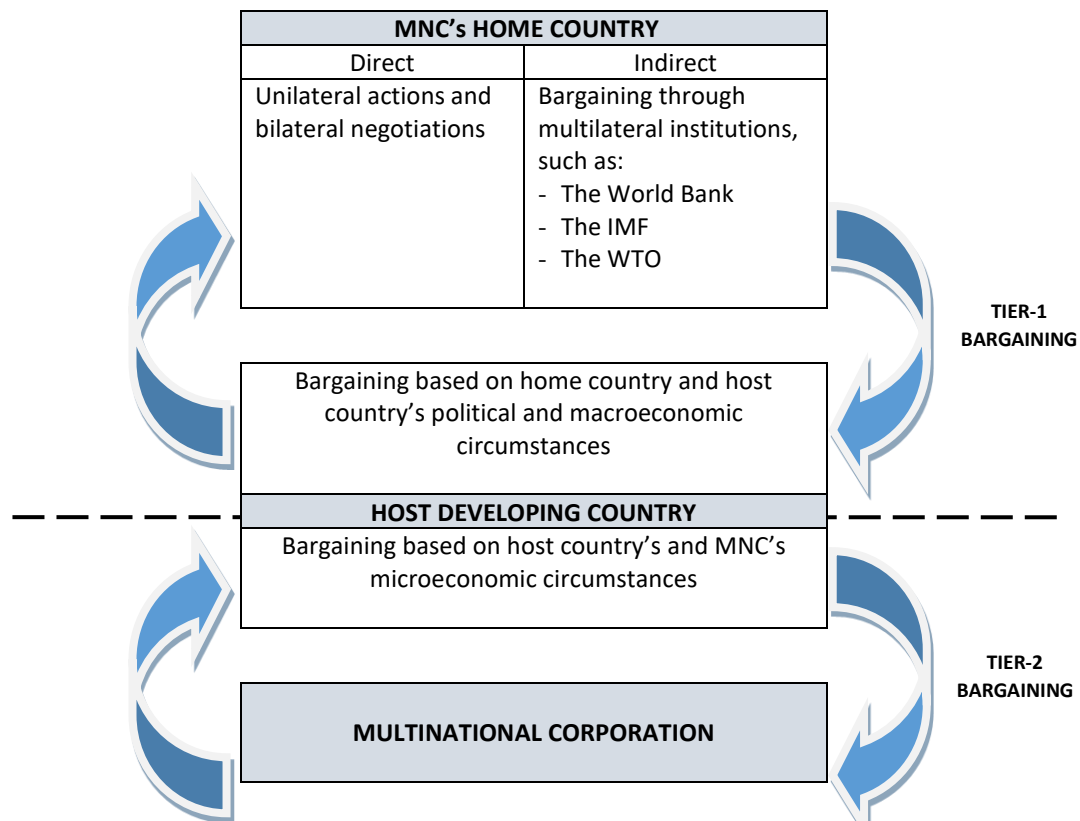 MNC’s HOME COUNTRY
Direct
Indirect
Unilateral actions and
bilateral negotiations
Bargaining through
multilateral institutions,
such as:
- The World Bank
- The IMF
- The WTO
TIER-1
BARGAINING
Bargaining based on home country and host
country’s political and macroeconomic
circumstances
HOST DEVELOPING COUNTRY
Bargaining based on host country’s and MNC’s
microeconomic circumstances
TIER-2
BARGAINING
MULTINATIONAL CORPORATION